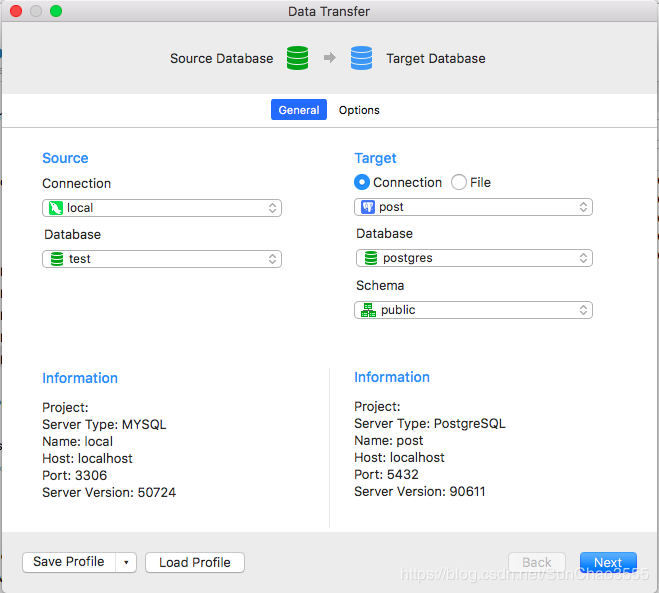 Data Transfer
Source Database
Target Database
General
Options
Source
Connection
local
Database
test
Target
Connection
File
post
Database
postgres
Schema
public
Information
Project:
Server Type: MYSQL
Name: local
Host: localhost
Port: 3306
Server Version: 50724
Information
Project:
Server Type: PostgreSQL
Name: post
Host: localhost
Port: 5432
Server Version: 90611
Save Profile
Load Profile
Back
Next
https://blog.csdn.net/SunChao3555